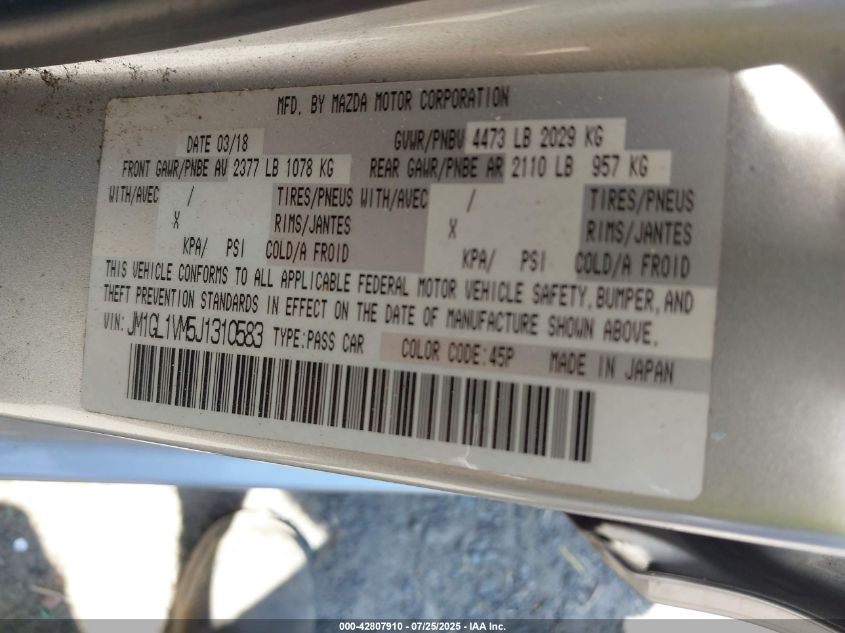 MFD. BY MAZDA MOTOR CORPORATION
DATE 03/18 GVWR/PNBV 4473 LB 2029 KG
FRONT GAWR/PNBE AV 2377 LB 1078 KG REAR GAWR/PNBE AR 2110 LB 957 KG
WITH/AVEC / TIRES/PNEUS WITH/AVEC / TIRES/PNEUS
X RIMS/JANTES X RIMS/JANTES
KPA/ PSI COLD/A FROID KPA/ PSI COLD/A FROID
THIS VEHICLE CONFORMS TO ALL APPLICABLE FEDERAL MOTOR VEHICLE SAFETY, BUMPER, AND
THEFT PREVENTION STANDARDS IN EFFECT ON THE DATE OF MANUFACTURE SHOWN ABOVE.
VIN: JM1GL1VM5J1310583 TYPE:PASS CAR COLOR CODE:45P MADE IN JAPAN
000-42807910 - 07/25/2025 - IAA Inc.